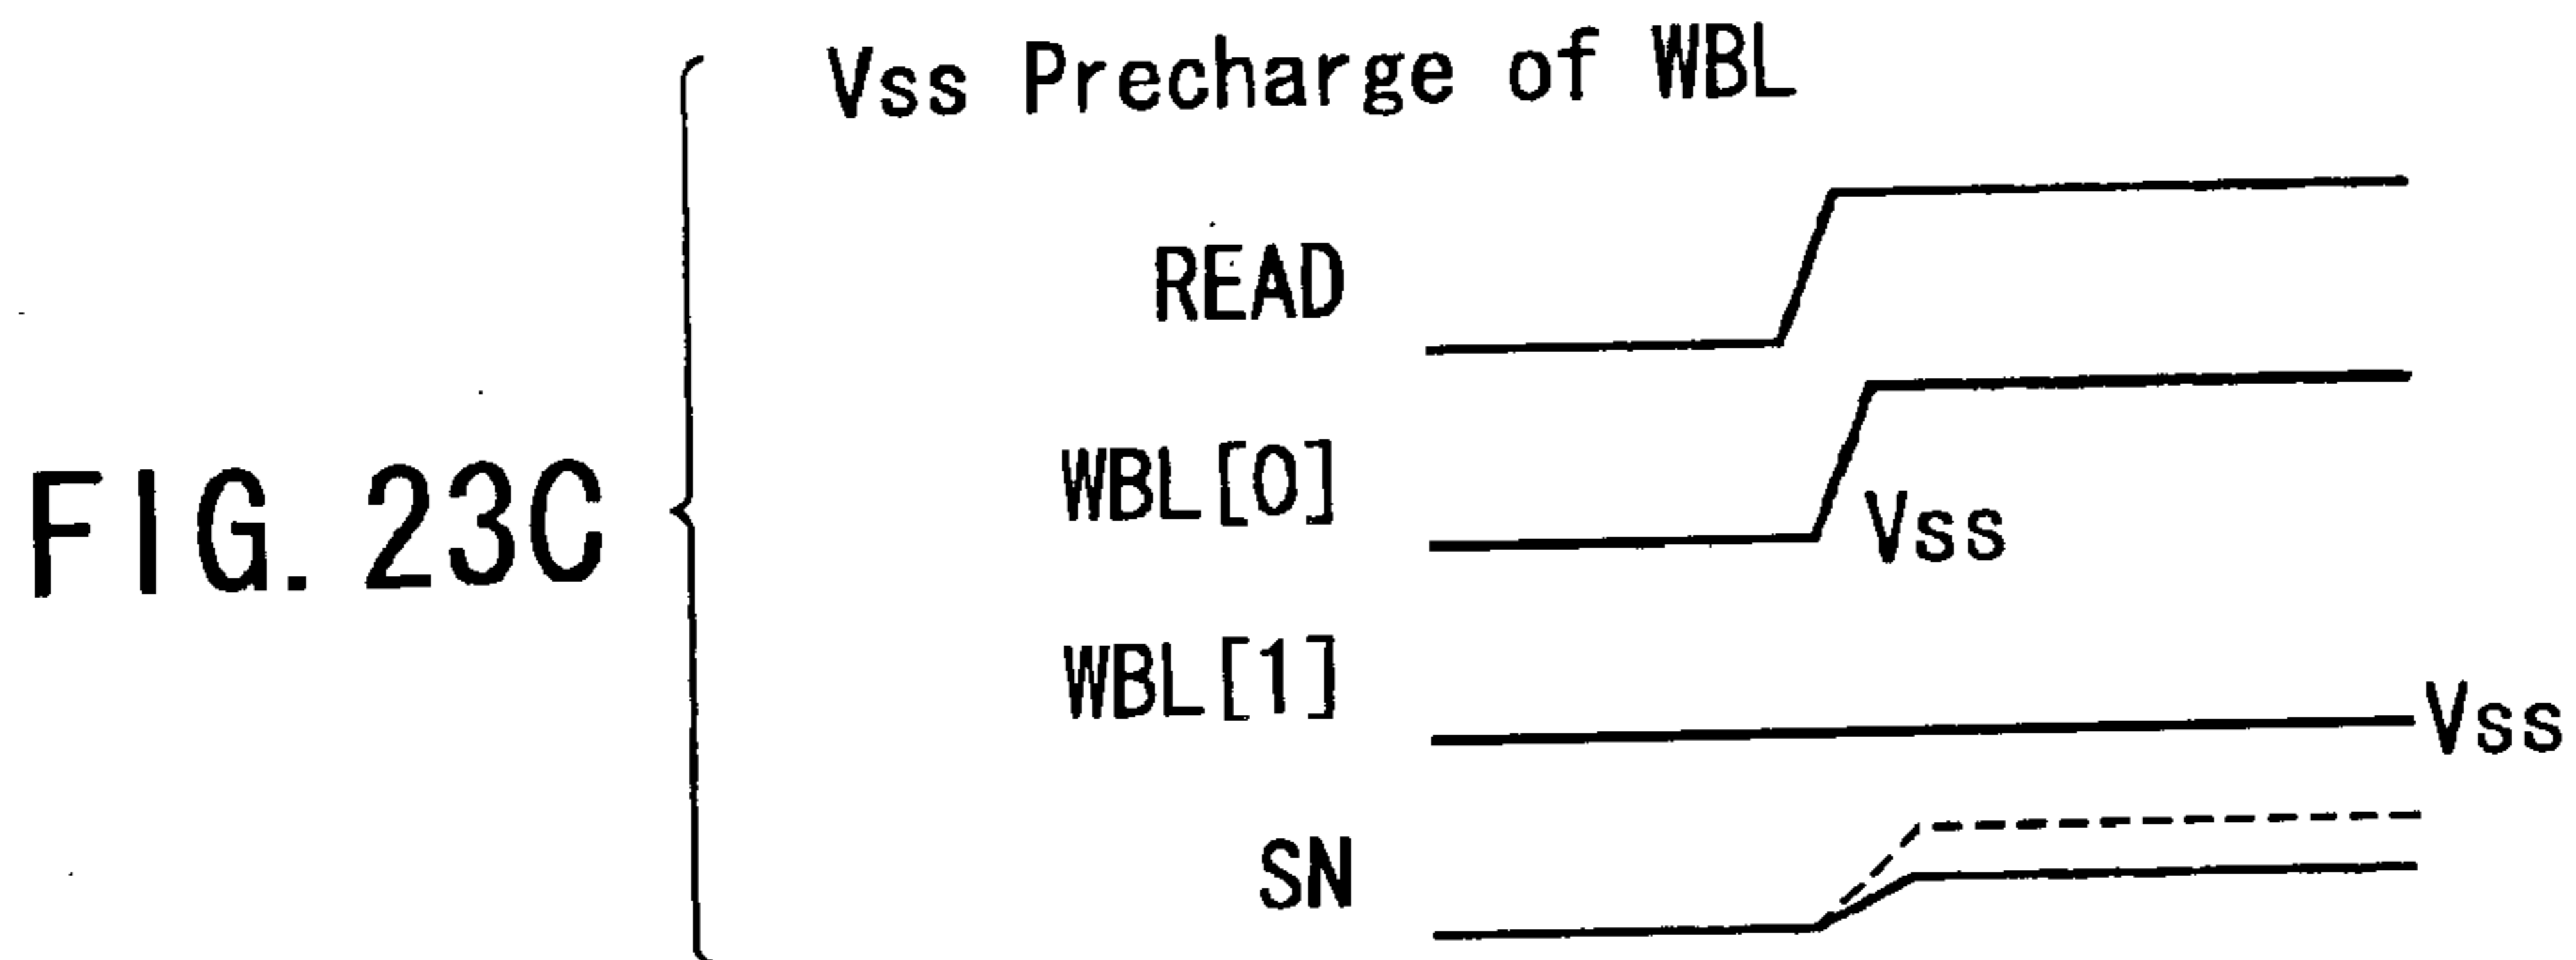 Vss Precharge of WBL
READ
WBL[0]
Vss
FIG. 23C
WBL[1]
Vss
SN